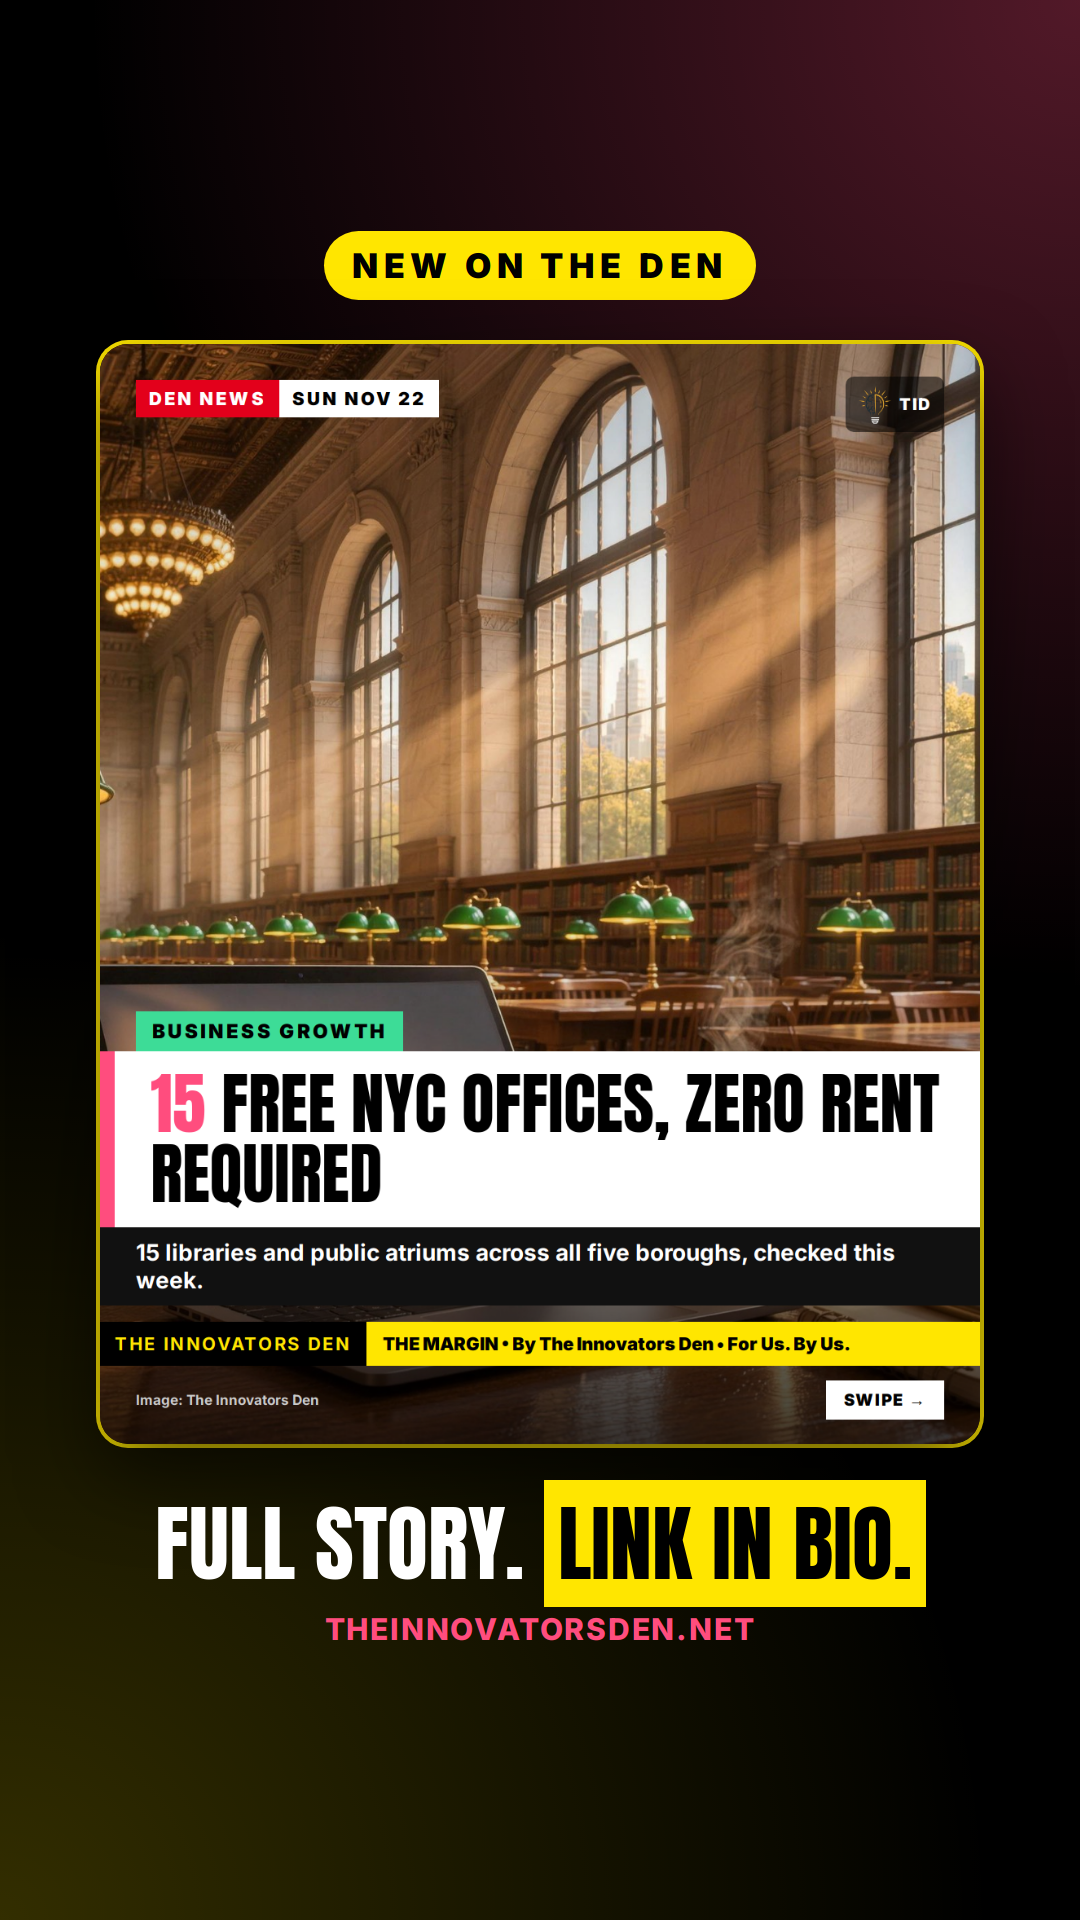 NEW ON THE DEN
DEN NEWS SUN NOV 22
TID
BUSINESS GROWTH
15 FREE NYC OFFICES, ZERO RENT
REQUIRED
15 libraries and public atriums across all five boroughs, checked this
week.
THE INNOVATORS DEN THE MARGIN • By The Innovators Den • For Us. By Us.
Image: The Innovators Den
SWIPE →
FULL STORY. LINK IN BIO.
THEINNOVATORSDEN.NET